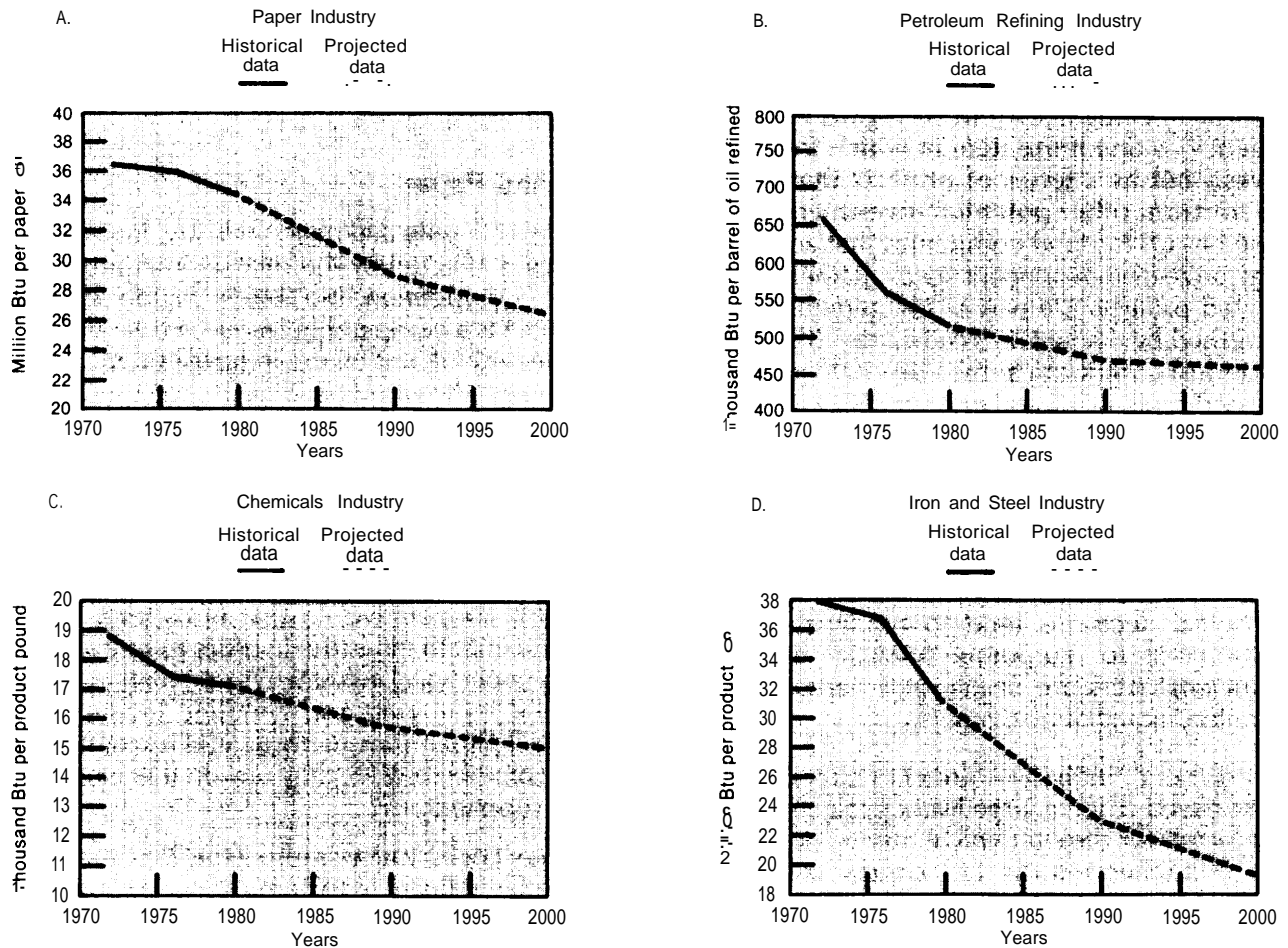 A.
Paper Industry
Historical data
Projected data
Million Btu per paper
40
38
36
34
32
30
28
26
24
22
20
1970 1975 1980 1985 1990 1995 2000
Years
B.
Petroleum Refining Industry
Historical data
Projected data
housand Btu per barrel of oil refined
800
750
700
650
600
550
500
450
400
1970 1975 1980 1985 1990 1995 2000
Years
C.
Chemicals Industry
Historical data
Projected data
housand Btu per product pound
20
19
18
17
16
15
14
13
12
11
10
1970 1975 1980 1985 1990 1995 2000
Years
D.
Iron and Steel Industry
Historical data
Projected data
Btu per product
38
36
34
32
30
28
26
24
22
20
18
1970 1975 1980 1985 1990 1995 2000
Years